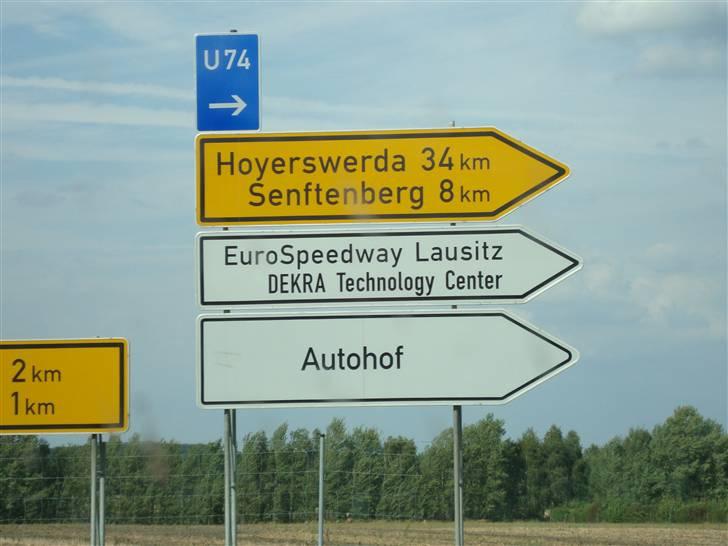 U74
Hoyerswerda 34 km
Senftenberg 8 km
EuroSpeedway Lausitz
DEKRA Technology Center
Autohof
2 km
1 km